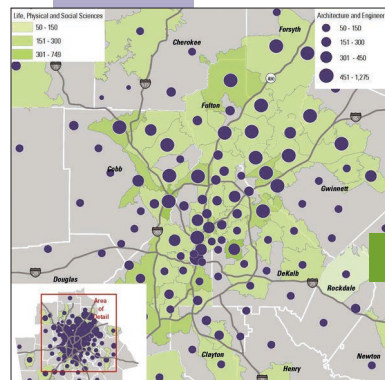 Life, Physical and Social Sciences
50 - 150
151 - 300
301 - 749
Architecture and Engineer
50 - 150
151 - 300
301 - 450
451 - 1,275
Cherokee
Forsyth
Fulton
Cobb
Gwinnett
Douglas
DeKalb
Rockdale
Clayton
Henry
Newton
Area
of
Detail